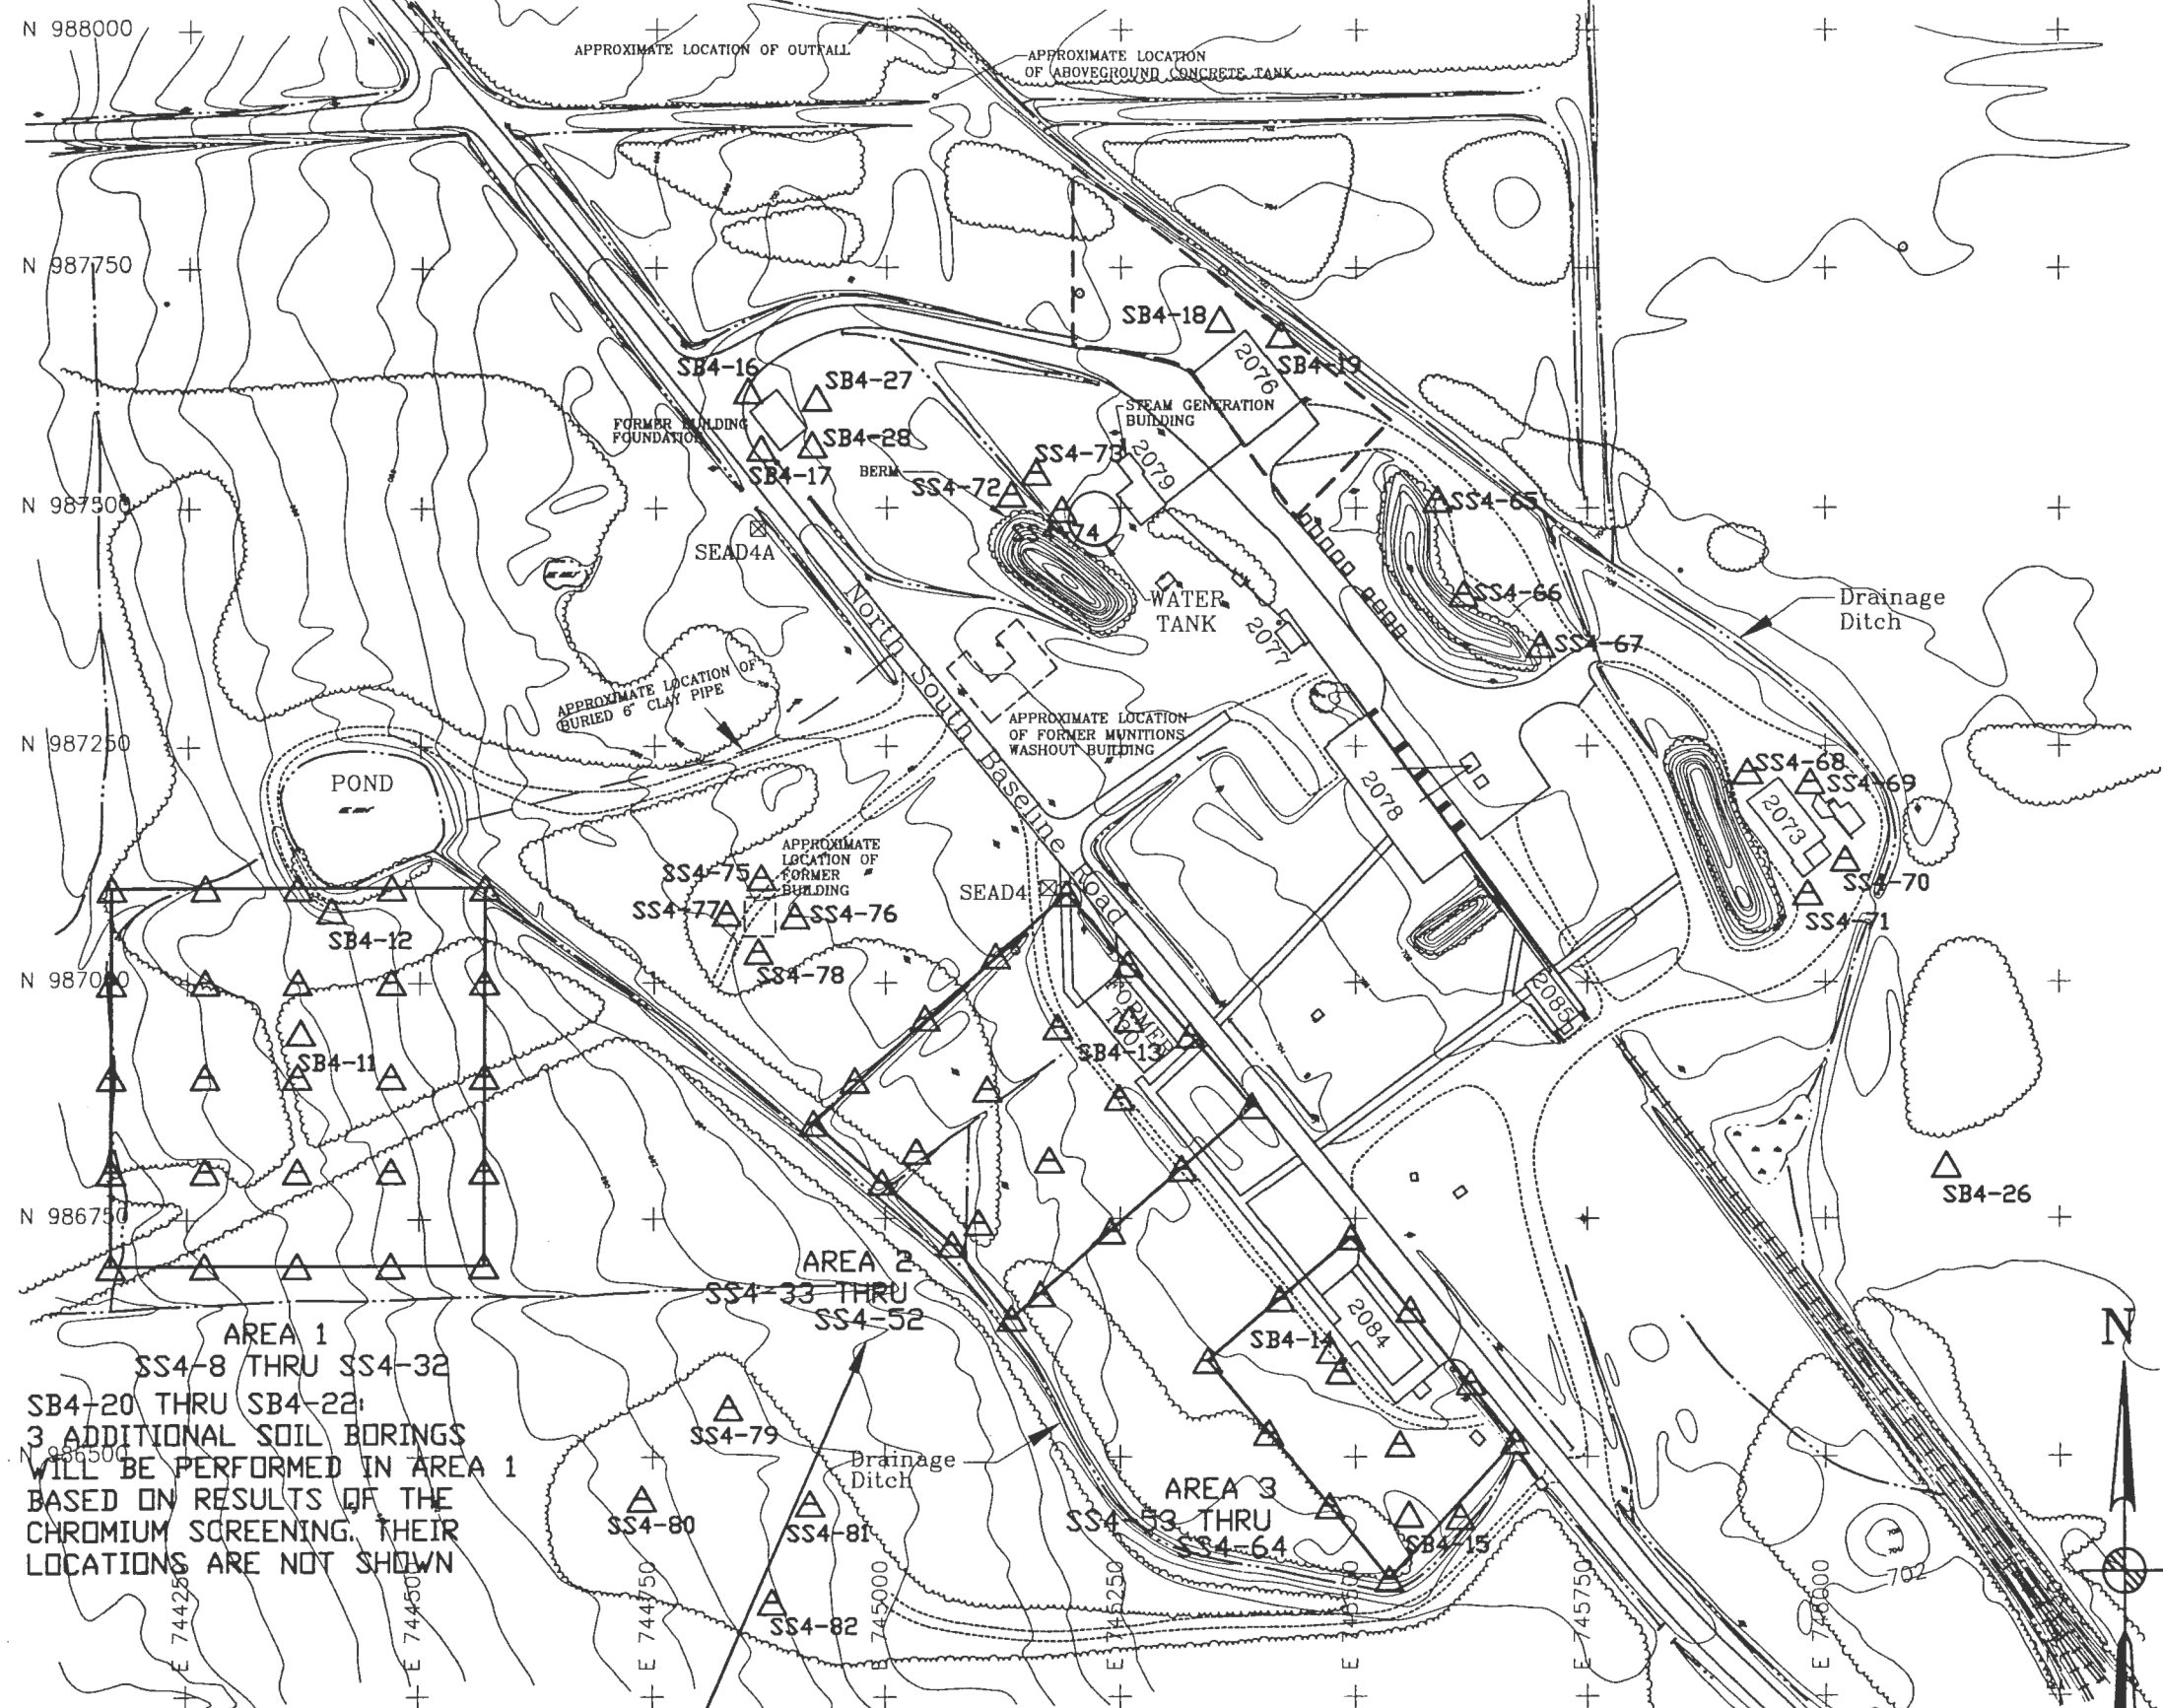 N 988000
APPROXIMATE LOCATION OF OUTFALL
APPROXIMATE LOCATION
OF ABOVEGROUND CONCRETE TANK
702
704
N 987750
SB4-18
SB4-19
2076
SB4-16
SB4-27
FORMER BUILDING
FOUNDATION
SB4-28
SB4-17
STEAM GENERATION
BUILDING
2079
BERM
SS4-73
SS4-72
SS4-74
SS4-65
N 987500
SEAD4A
WATER
TANK
2077
SS4-66
SS4-67
Drainage
Ditch
North South Baseline Road
APPROXIMATE LOCATION OF
BURIED 6" CLAY PIPE
APPROXIMATE LOCATION
OF FORMER MUNITIONS
WASHOUT BUILDING
N 987250
POND
2078
SS4-68
SS4-69
2073
SS4-70
SS4-71
APPROXIMATE
LOCATION OF
FORMER
BUILDING
SS4-75
SS4-77
SS4-76
SS4-78
SEAD4
SB4-12
N 987000
2085
FORMER
SB4-13
SB4-11
SB4-26
N 986750
AREA 2
SS4-33 THRU
SS4-52
2084
SB4-14
N
AREA 1
SS4-8 THRU SS4-32
SB4-20 THRU SB4-22:
3 ADDITIONAL SOIL BORINGS
WILL BE PERFORMED IN AREA 1
BASED ON RESULTS OF THE
CHROMIUM SCREENING. THEIR
LOCATIONS ARE NOT SHOWN
N 986500
SS4-79
SS4-80
SS4-81
SS4-82
Drainage
Ditch
AREA 3
SS4-53 THRU
SS4-64
SB4-15
702
E 744250
E 744500
E 744750
E 745000
E 745250
E 745500
E 745750
E 746000